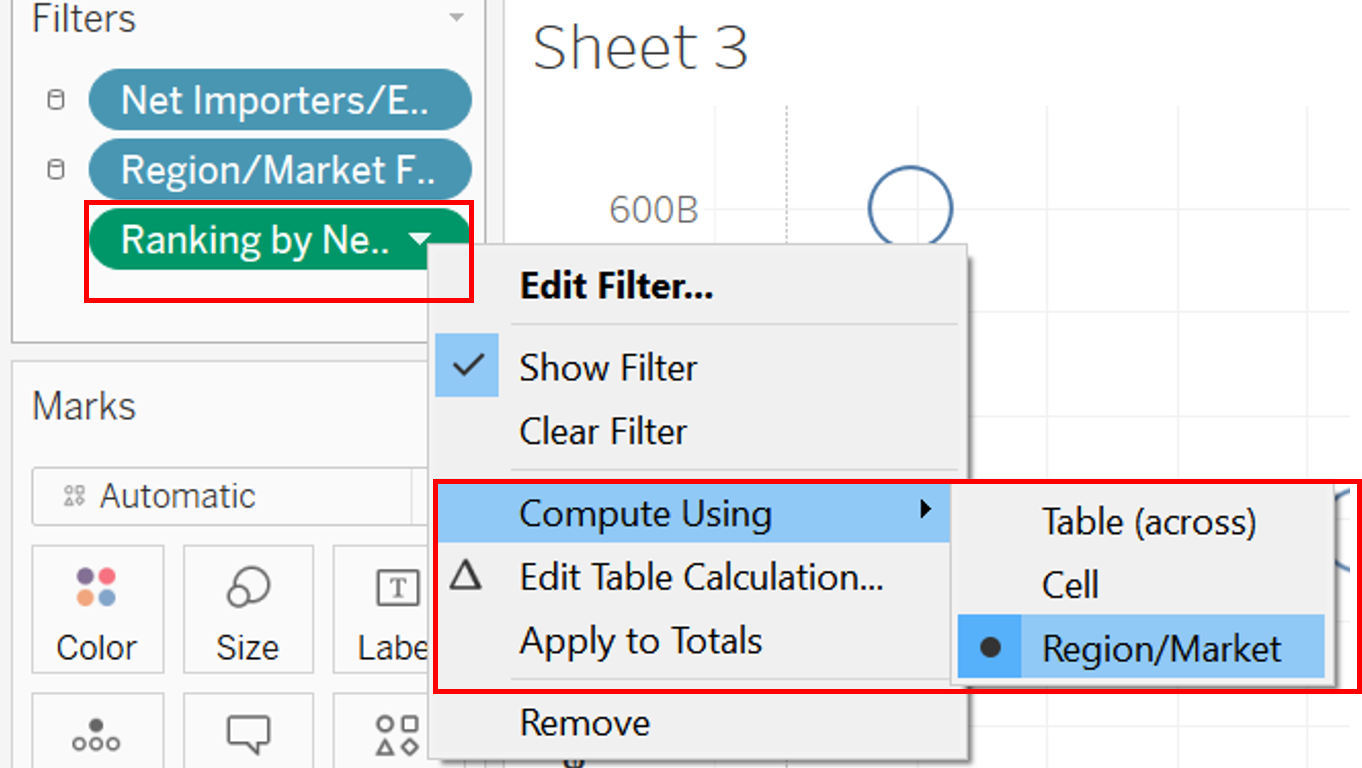 Filters
Net Importers/E..
Region/Market F..
Ranking by Ne..
Sheet 3
600B
Edit Filter...
Show Filter
Clear Filter
Compute Using
Edit Table Calculation...
Apply to Totals
Remove
Table (across)
Cell
Region/Market
Marks
Automatic
Color
Size
T
Labe